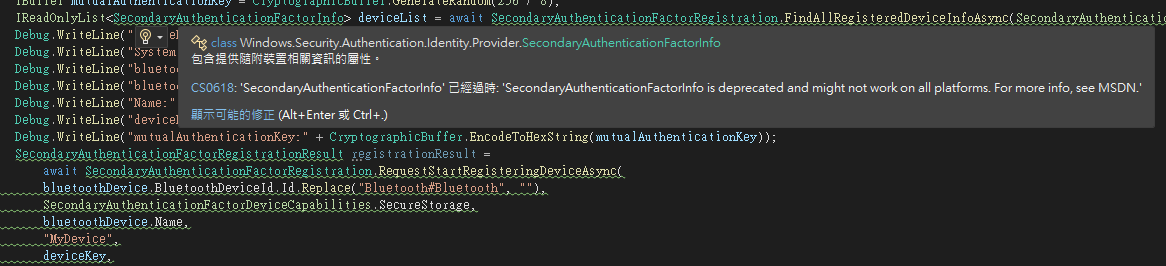 IBuffer mutualAuthenticationKey = CryptographicBuffer.GenerateRandom(256 / 8);
IReadOnlyList<SecondaryAuthenticationFactorInfo> deviceList = await SecondaryAuthenticationFactorRegistration.FindAllRegisteredDeviceInfoAsync(SecondaryAuthentication
Debug.WriteLine("
class Windows.Security.Authentication.Identity.Provider.SecondaryAuthenticationFactorInfo
Debug.WriteLine("System
包含提供隨附裝置相關資訊的屬性。
Debug.WriteLine("bluetoo
Debug.WriteLine("bluetoo
CS0618: 'SecondaryAuthenticationFactorInfo' 已經過時: 'SecondaryAuthenticationFactorInfo is deprecated and might not work on all platforms. For more info, see MSDN.'
Debug.WriteLine("Name:"
Debug.WriteLine("device
顯示可能的修正 (Alt+Enter 或 Ctrl+.)
Debug.WriteLine("mutualAuthenticationKey:" + CryptographicBuffer.EncodeToHexString(mutualAuthenticationKey));
SecondaryAuthenticationFactorRegistrationResult registrationResult =
await SecondaryAuthenticationFactorRegistration.RequestStartRegisteringDeviceAsync(
bluetoothDevice.BluetoothDeviceId.Id.Replace("Bluetooth#Bluetooth", ""),
SecondaryAuthenticationFactorDeviceCapabilities.SecureStorage,
bluetoothDevice.Name,
"MyDevice",
deviceKey,